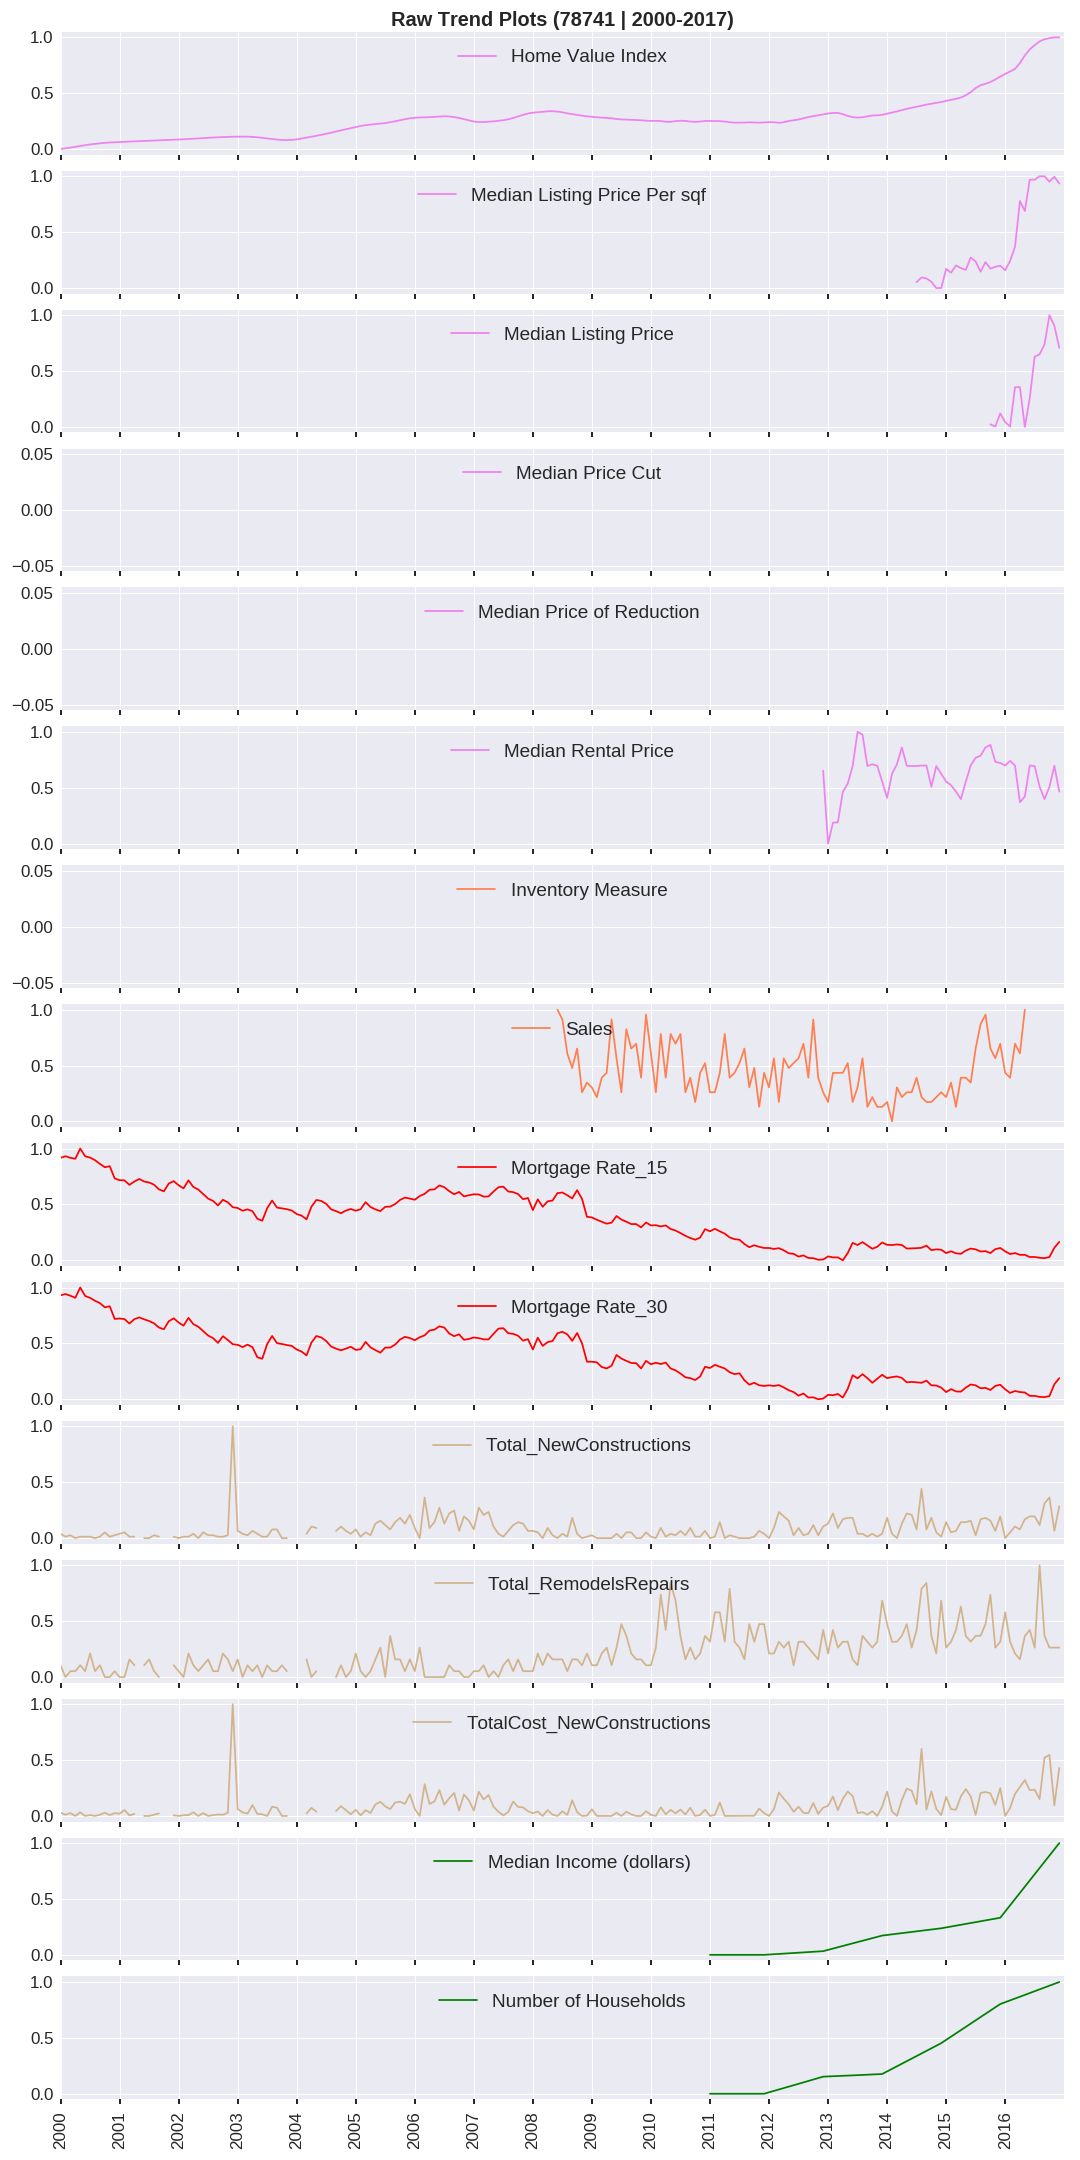 Raw Trend Plots (78741 | 2000-2017)
1.0
Home Value Index
0.5
0.0
1.0
Median Listing Price Per sqf
0.5
0.0
1.0
Median Listing Price
0.5
0.0
0.05
Median Price Cut
0.00
−0.05
0.05
Median Price of Reduction
0.00
−0.05
1.0
Median Rental Price
0.5
0.0
0.05
Inventory Measure
0.00
−0.05
1.0
Sales
0.5
0.0
1.0
Mortgage Rate_15
0.5
0.0
1.0
Mortgage Rate_30
0.5
0.0
1.0
Total_NewConstructions
0.5
0.0
1.0
Total_RemodelsRepairs
0.5
0.0
1.0
TotalCost_NewConstructions
0.5
0.0
1.0
Median Income (dollars)
0.5
0.0
1.0
Number of Households
0.5
0.0
2000 2001 2002 2003 2004 2005 2006 2007 2008 2009 2010 2011 2012 2013 2014 2015 2016